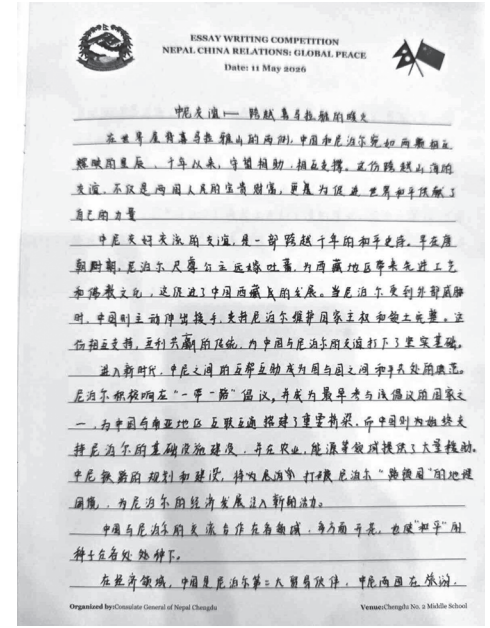 ESSAY WRITING COMPETITION
NEPAL CHINA RELATIONS: GLOBAL PEACE
Date: 11 May 2026
中尼友谊——跨越喜马拉雅的曙光
在世界屋脊喜马拉雅山的两侧,中国和尼泊尔宛如两颗相互
辉映的星辰,千年以来,守望相助,相互支撑。这份跨越山海的
友谊,不仅是两国人民的宝贵财富,更是为促进世界和平贡献了
自己的力量
中尼友好交流的友谊,是一部跨越千年的和平史诗。早在唐
朝时期,尼泊尔尺尊公主远嫁吐蕃,为西藏地区带来先进工艺
和佛教文化,这促进了中国西藏的发展。当尼泊尔受到外部威胁
时,中国则主动伸出援手,支持尼泊尔维护国家主权和领土完整。这
份相互支持,互利共赢的传统,为中国与尼泊尔的友谊打下了坚实基础。
进入新时代,中尼之间的互帮互助成为国与国之间和平共处的典范。
尼泊尔积极响应"一带一路"倡议,并成为最早参与该倡议的国家之
一,为中国与南亚地区互联互通搭建了重要桥梁。而中国则为始终支
持尼泊尔的基础设施建设,并在农业,能源等领域提供了大量援助。
中尼铁路的规划和建设,将为尼泊尔打破尼泊尔"陆锁国"的地理
困境,为尼泊尔的经济发展注入新的活力。
中国与尼泊尔的交流合作在各领域,多方面开花,也使"和平"的
种子在各处种下。
在经济领域,中国是尼泊尔第二大贸易伙伴,中尼两国在旅游,
Organized by:Consulate General of Nepal Chengdu
Venue:Chengdu No. 2 Middle School